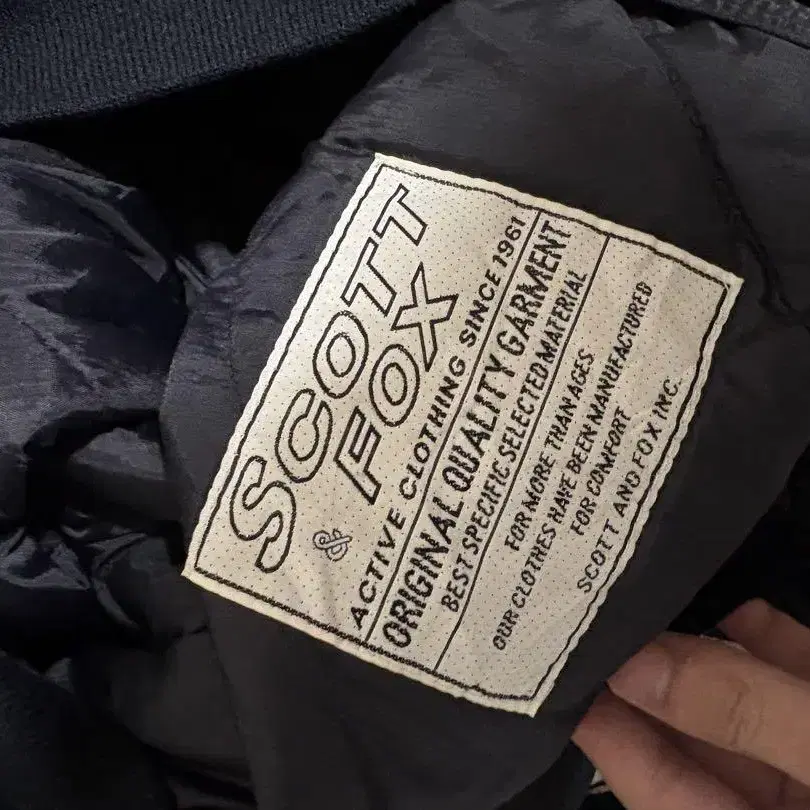 SCOTT
& FOX
ACTIVE CLOTHING SINCE 1961
ORIGINAL QUALITY GARMENT
BEST SPECIFIC SELECTED MATERIAL
FOR MORE THAN AGES
OUR CLOTHES HAVE BEEN MANUFACTURED
FOR COMFORT
SCOTT AND FOX INC.